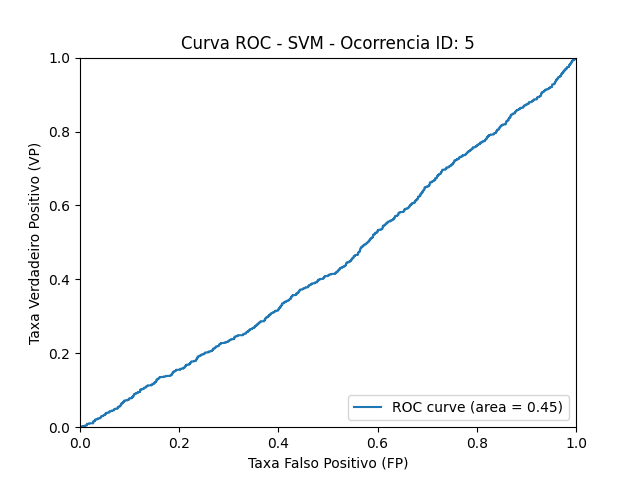 Curva ROC - SVM - Ocorrencia ID: 5
1.0
0.8
0.6
0.4
0.2
0.0
Taxa Verdadeiro Positivo (VP)
ROC curve (area = 0.45)
0.0 0.2 0.4 0.6 0.8 1.0
Taxa Falso Positivo (FP)